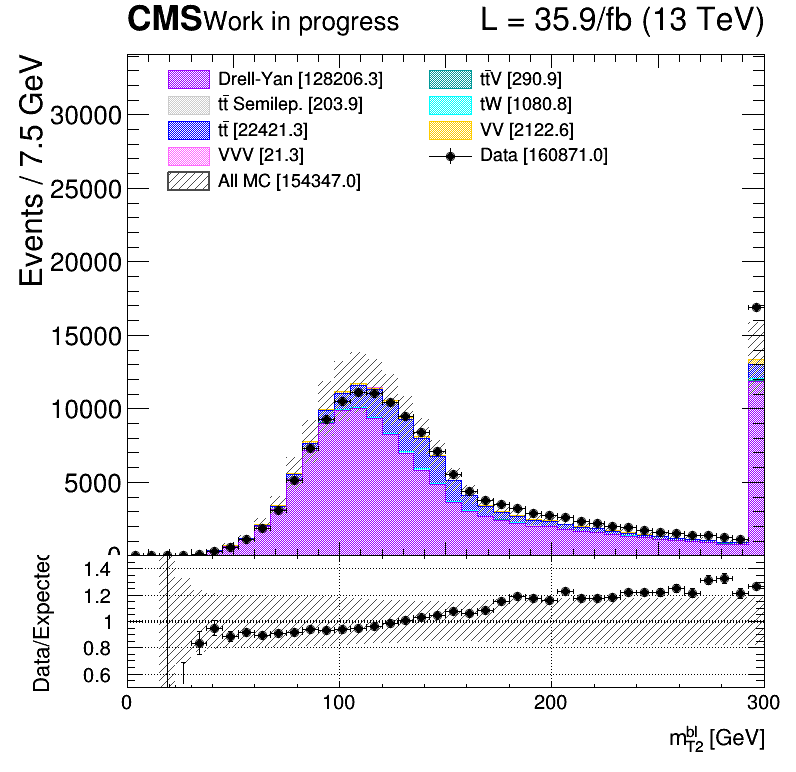 CMS Work in progress L = 35.9/fb (13 TeV)
Events / 7.5 GeV
Drell-Yan [128206.3]
tt̄ Semilep. [203.9]
tt̄ [22421.3]
VVV [21.3]
All MC [154347.0]
tt̄V [290.9]
tW [1080.8]
VV [2122.6]
Data [160871.0]
30000
25000
20000
15000
10000
5000
0
Data/Expected
1.4
1.2
1
0.8
0.6
0 100 200 300
m_{T2}^{bl} [GeV]